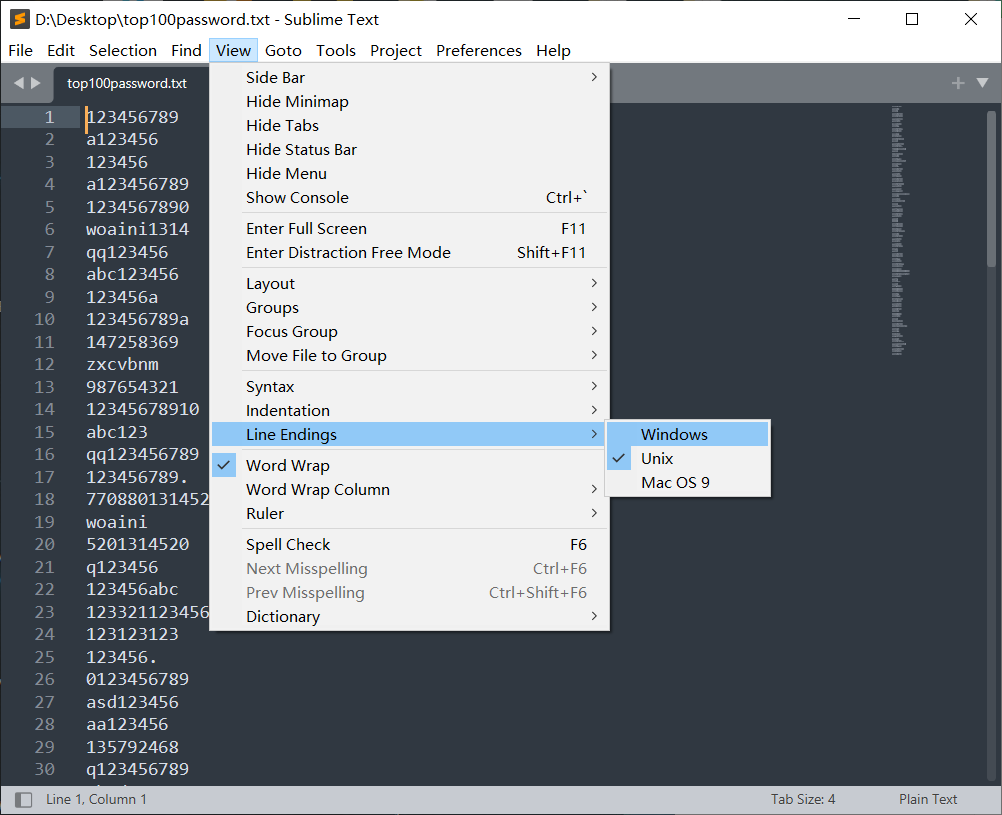 D:\Desktop\top100password.txt - Sublime Text
File Edit Selection Find View Goto Tools Project Preferences Help
top100password.txt
1 123456789
2 a123456
3 123456
4 a123456789
5 1234567890
6 woaini1314
7 qq123456
8 abc123456
9 123456a
10 123456789a
11 147258369
12 zxcvbnm
13 987654321
14 12345678910
15 abc123
16 qq123456789
17 123456789.
18 770880131452
19 woaini
20 5201314520
21 q123456
22 123456abc
23 123321123456
24 123123123
25 123456.
26 0123456789
27 asd123456
28 aa123456
29 135792468
30 q123456789
Side Bar
Hide Minimap
Hide Tabs
Hide Status Bar
Hide Menu
Show Console Ctrl+`
Enter Full Screen F11
Enter Distraction Free Mode Shift+F11
Layout
Groups
Focus Group
Move File to Group
Syntax
Indentation
Line Endings
Word Wrap
Word Wrap Column
Ruler
Spell Check F6
Next Misspelling Ctrl+F6
Prev Misspelling Ctrl+Shift+F6
Dictionary
Windows
Unix
Mac OS 9
Line 1, Column 1 Tab Size: 4 Plain Text